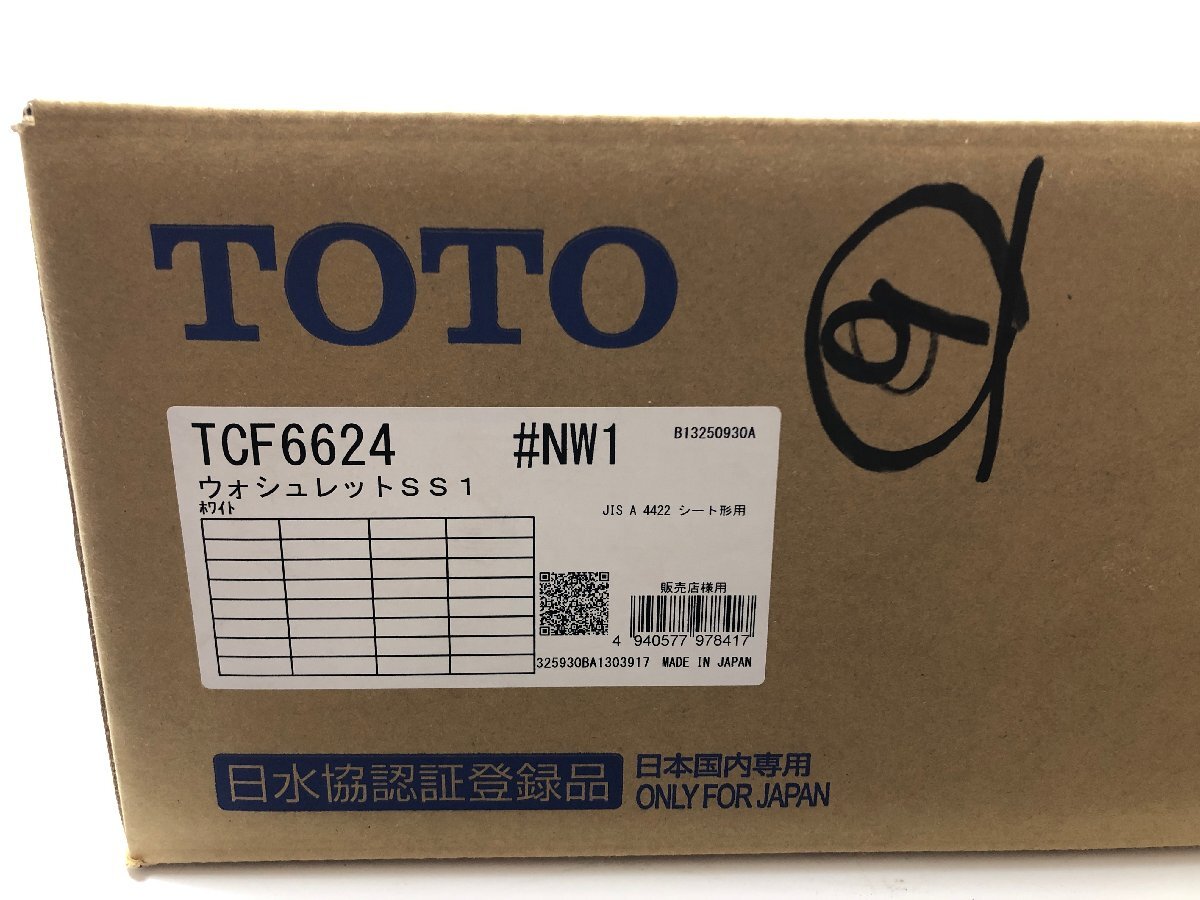 TOTO
9
TCF6624 #NW1 B13250930A
ウォシュレットSS1
ホワイト
JIS A 4422 シート形用
販売店様用
4 940577 978417
325930BA1303917 MADE IN JAPAN
日水協認証登録品
日本国内専用
ONLY FOR JAPAN